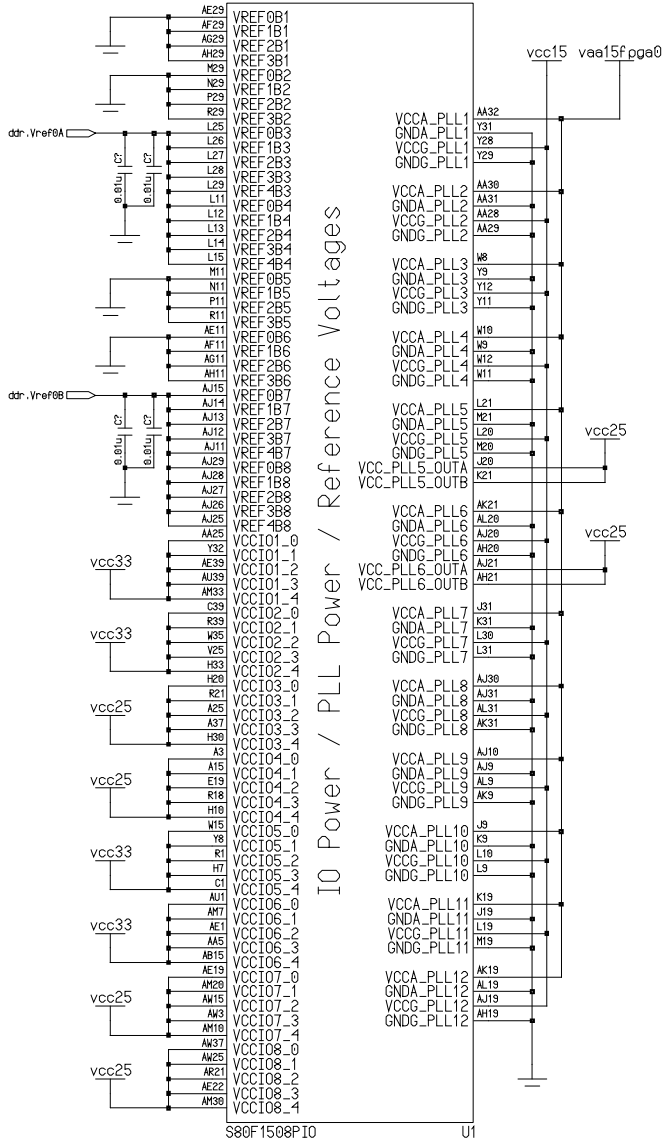 AE29 VREF0B1
AF29 VREF1B1
AG29 VREF2B1
AH29 VREF3B1
M29 VREF0B2
N29 VREF1B2
P29 VREF2B2
R29 VREF3B2
ddr.Vref0A
C?
0.01u
C?
0.01u
L25 VREF0B3
L26 VREF1B3
L27 VREF2B3
L28 VREF3B3
L29 VREF4B3
L11 VREF0B4
L12 VREF1B4
L13 VREF2B4
L14 VREF3B4
L15 VREF4B4
M11 VREF0B5
N11 VREF1B5
P11 VREF2B5
R11 VREF3B5
AE11 VREF0B6
AF11 VREF1B6
AG11 VREF2B6
AH11 VREF3B6
ddr.Vref0B
C?
0.01u
C?
0.01u
AJ15 VREF0B7
AJ14 VREF1B7
AJ13 VREF2B7
AJ12 VREF3B7
AJ11 VREF4B7
AJ29 VREF0B8
AJ28 VREF1B8
AJ27 VREF2B8
AJ26 VREF3B8
AJ25 VREF4B8
vcc33
AA25 VCCIO1_0
Y32 VCCIO1_1
AE39 VCCIO1_2
AU39 VCCIO1_3
AM33 VCCIO1_4
vcc33
C39 VCCIO2_0
R39 VCCIO2_1
W35 VCCIO2_2
V25 VCCIO2_3
H33 VCCIO2_4
vcc25
H20 VCCIO3_0
R21 VCCIO3_1
A25 VCCIO3_2
A37 VCCIO3_3
H30 VCCIO3_4
vcc25
A3 VCCIO4_0
A15 VCCIO4_1
E19 VCCIO4_2
R18 VCCIO4_3
H10 VCCIO4_4
vcc33
W15 VCCIO5_0
Y8 VCCIO5_1
R1 VCCIO5_2
H7 VCCIO5_3
C1 VCCIO5_4
vcc33
AU1 VCCIO6_0
AM7 VCCIO6_1
AE1 VCCIO6_2
AA5 VCCIO6_3
AB15 VCCIO6_4
vcc25
AE19 VCCIO7_0
AM20 VCCIO7_1
AW15 VCCIO7_2
AW3 VCCIO7_3
AM10 VCCIO7_4
vcc25
AW37 VCCIO8_0
AW25 VCCIO8_1
AR21 VCCIO8_2
AE22 VCCIO8_3
AM30 VCCIO8_4
IO Power / PLL Power / Reference Voltages
vcc15 vaa15fpga0
VCCA_PLL1 AA32
GNDA_PLL1 Y31
VCCG_PLL1 Y28
GNDG_PLL1 Y29
VCCA_PLL2 AA30
GNDA_PLL2 AA31
VCCG_PLL2 AA28
GNDG_PLL2 AA29
VCCA_PLL3 W8
GNDA_PLL3 Y9
VCCG_PLL3 Y12
GNDG_PLL3 Y11
VCCA_PLL4 W10
GNDA_PLL4 W9
VCCG_PLL4 W12
GNDG_PLL4 W11
VCCA_PLL5 L21
GNDA_PLL5 M21
VCCG_PLL5 L20
GNDG_PLL5 M20
vcc25
VCC_PLL5_OUTA J20
VCC_PLL5_OUTB K21
VCCA_PLL6 AK21
GNDA_PLL6 AL20
VCCG_PLL6 AJ20
GNDG_PLL6 AH20
vcc25
VCC_PLL6_OUTA AJ21
VCC_PLL6_OUTB AH21
VCCA_PLL7 J31
GNDA_PLL7 K31
VCCG_PLL7 L30
GNDG_PLL7 L31
VCCA_PLL8 AJ30
GNDA_PLL8 AJ31
VCCG_PLL8 AL31
GNDG_PLL8 AK31
VCCA_PLL9 AJ10
GNDA_PLL9 AJ9
VCCG_PLL9 AL9
GNDG_PLL9 AK9
VCCA_PLL10 J9
GNDA_PLL10 K9
VCCG_PLL10 L10
GNDG_PLL10 L9
VCCA_PLL11 K19
GNDA_PLL11 J19
VCCG_PLL11 L19
GNDG_PLL11 M19
VCCA_PLL12 AK19
GNDA_PLL12 AL19
VCCG_PLL12 AJ19
GNDG_PLL12 AH19
S80F1508PIO U1